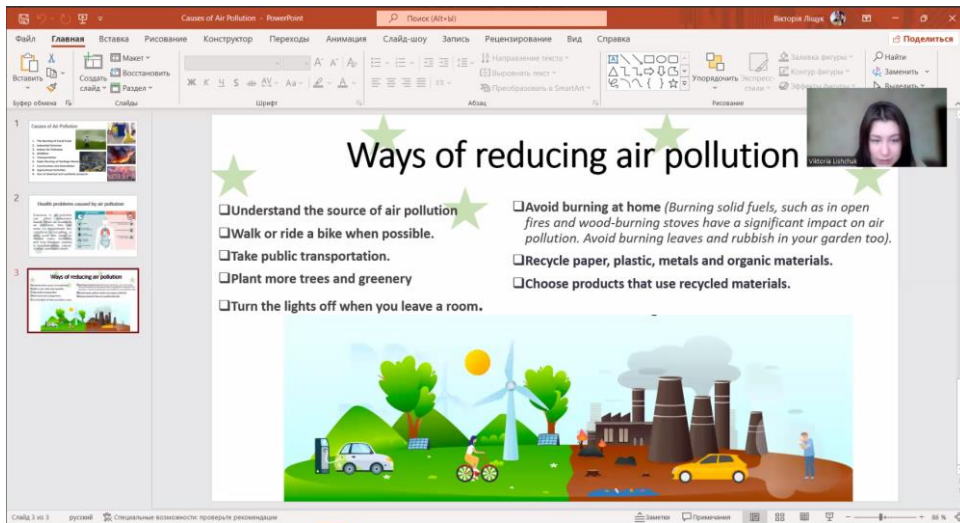 Causes of Air Pollution - PowerPoint
Поиск (Alt+Ы)
Вікторія Ліщук
Файл Главная Вставка Рисование Конструктор Переходы Анимация Слайд-шоу Запись Рецензирование Вид Справка
Поделиться
Вставить
Создать слайд
Макет
Восстановить
Раздел
Ж К Ч S ab AV Aa
Направление текста
Выровнять текст
Преобразовать в SmartArt
Упорядочить
Экспресс-стили
Заливка фигуры
Контур фигуры
Эффекты фигуры
Найти
Заменить
Выделить
Буфер обмена
Слайды
Шрифт
Абзац
Рисование
1
Causes of Air Pollution
2
Health problems caused by air pollution
3
Ways of reducing air pollution
Viktoria Lishchuk
Ways of reducing air pollution
❑Understand the source of air pollution
❑Walk or ride a bike when possible.
❑Take public transportation.
❑Plant more trees and greenery
❑Turn the lights off when you leave a room.
❑Avoid burning at home (Burning solid fuels, such as in open
fires and wood-burning stoves have a significant impact on air
pollution. Avoid burning leaves and rubbish in your garden too).
❑Recycle paper, plastic, metals and organic materials.
❑Choose products that use recycled materials.
Слайд 3 из 3 русский Специальные возможности: проверьте рекомендации
Заметки Примечания
88 %